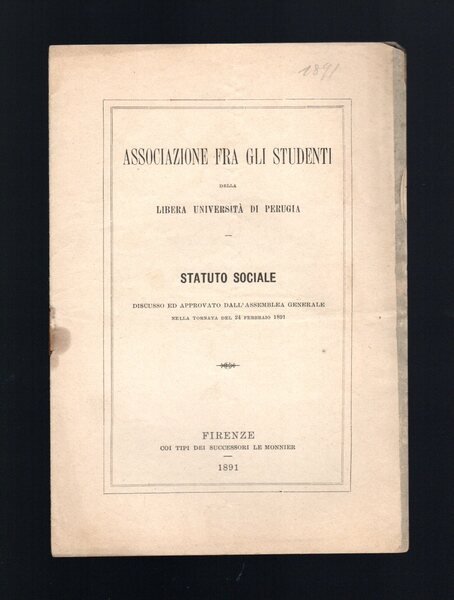 1891
ASSOCIAZIONE FRA GLI STUDENTI
DELLA
LIBERA UNIVERSITÀ DI PERUGIA
STATUTO SOCIALE
DISCUSSO ED APPROVATO DALL'ASSEMBLEA GENERALE
NELLA TORNATA DEL 24 FEBBRAIO 1891
FIRENZE
COI TIPI DEI SUCCESSORI LE MONNIER
1891